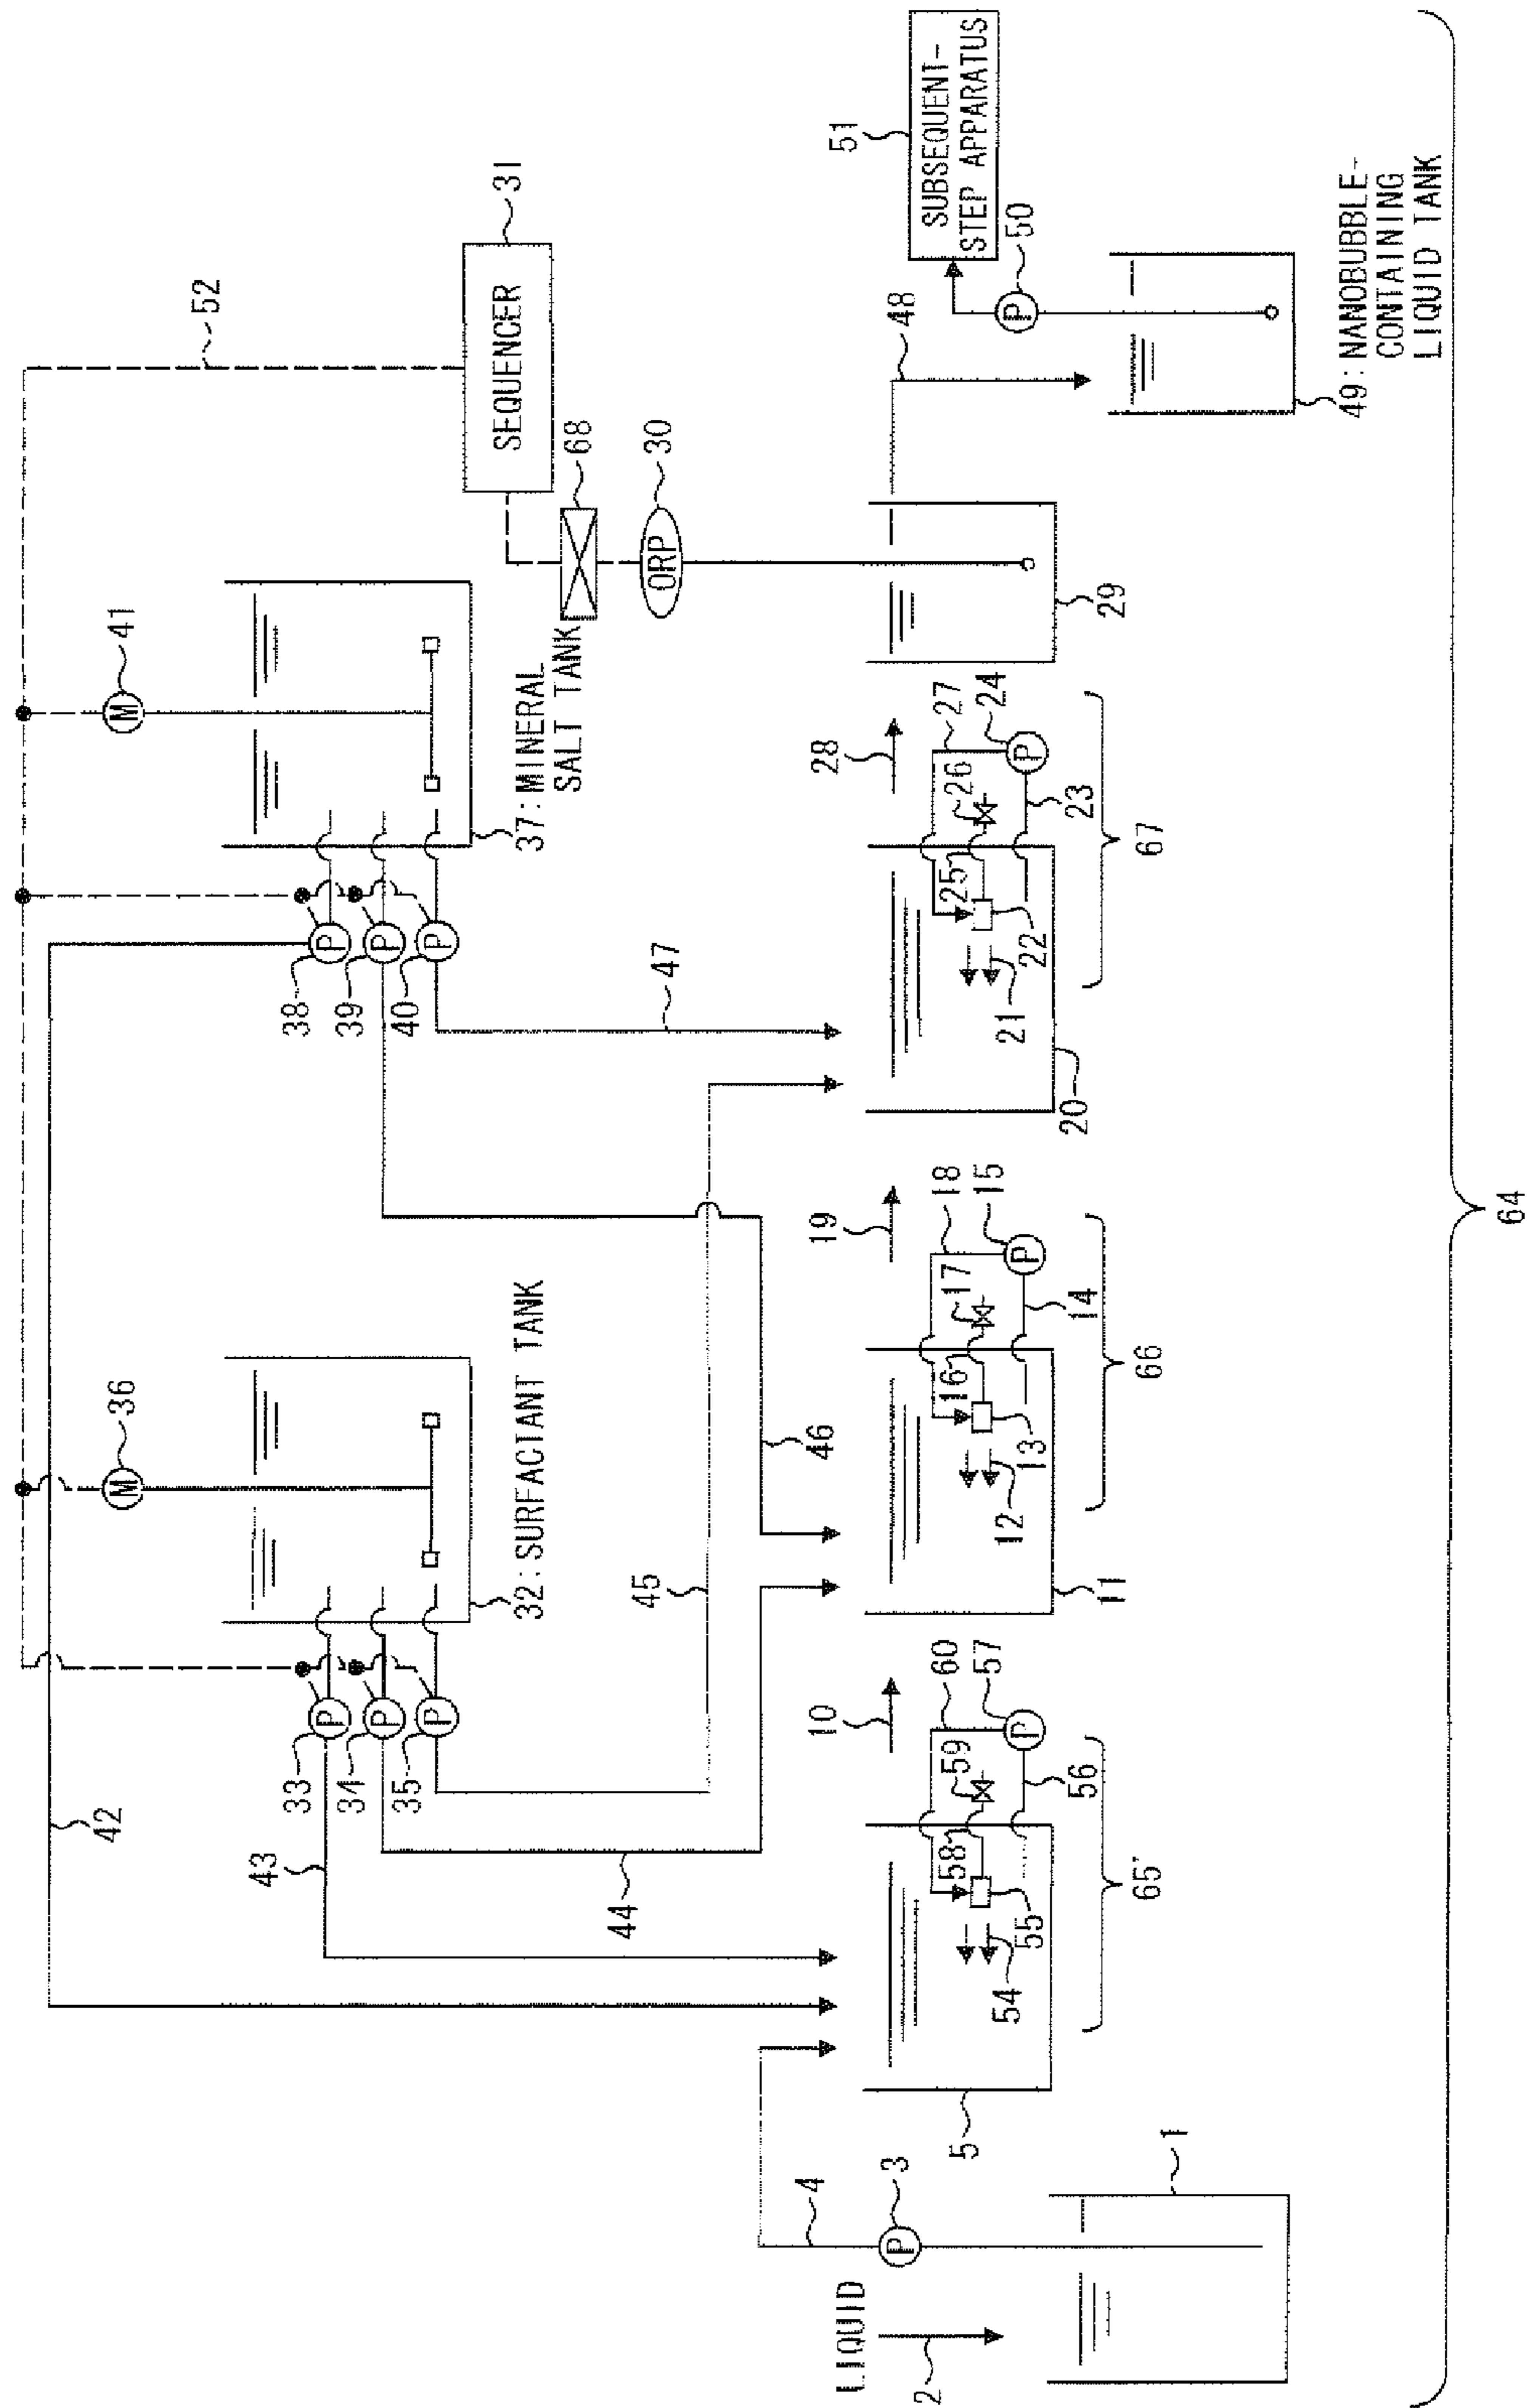 52
42
41
36
31
SEQUENCER
M
M
37:MINERAL
SALT TANK
32:SURFACTANT TANK
68
30
ORP
P
P
P
38
39
40
P
P
P
33
34
35
43
44
45
46
47
51
SUBSEQUENT-
STEP APPARATUS
50
P
48
49:NANOBUBBLE-
CONTAINING
LIQUID TANK
29
28
27
24
P
26
25
23
22
21
20
67
19
18
15
P
17
16
14
13
12
11
66
10
60
57
P
59
58
56
55
54
5
65'
4
3
P
LIQUID
2
1
64